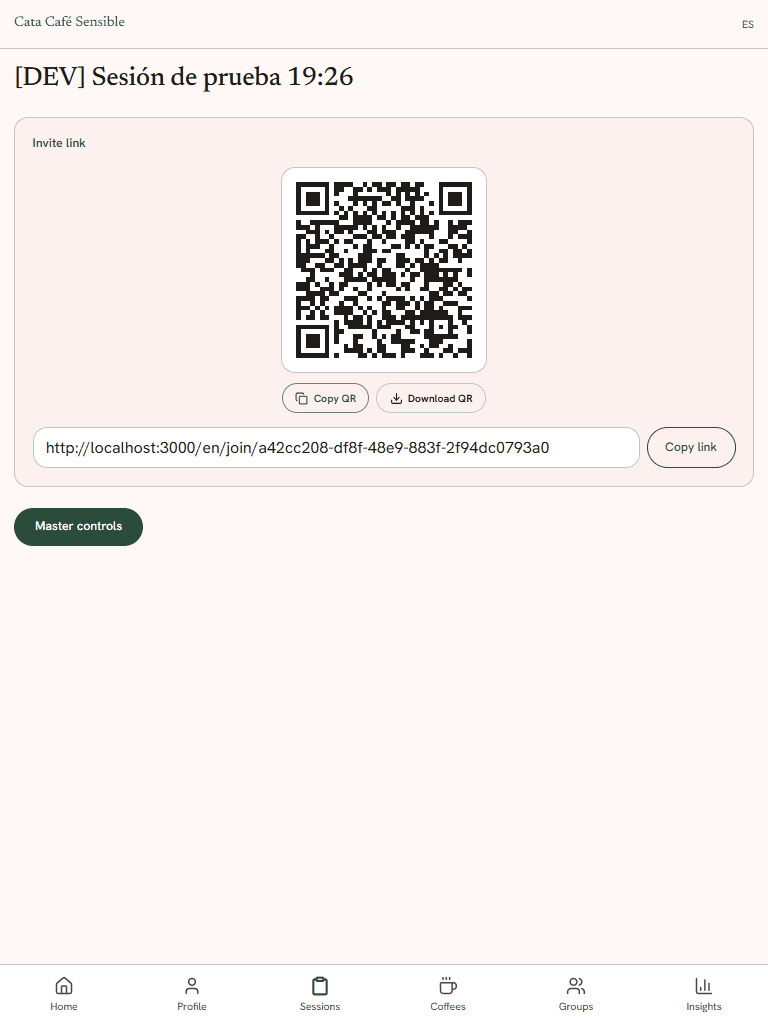 Cata Café Sensible
ES
[DEV] Sesión de prueba 19:26
Invite link
Copy QR
Download QR
http://localhost:3000/en/join/a42cc208-df8f-48e9-883f-2f94dc0793a0
Copy link
Master controls
Home
Profile
Sessions
Coffees
Groups
Insights